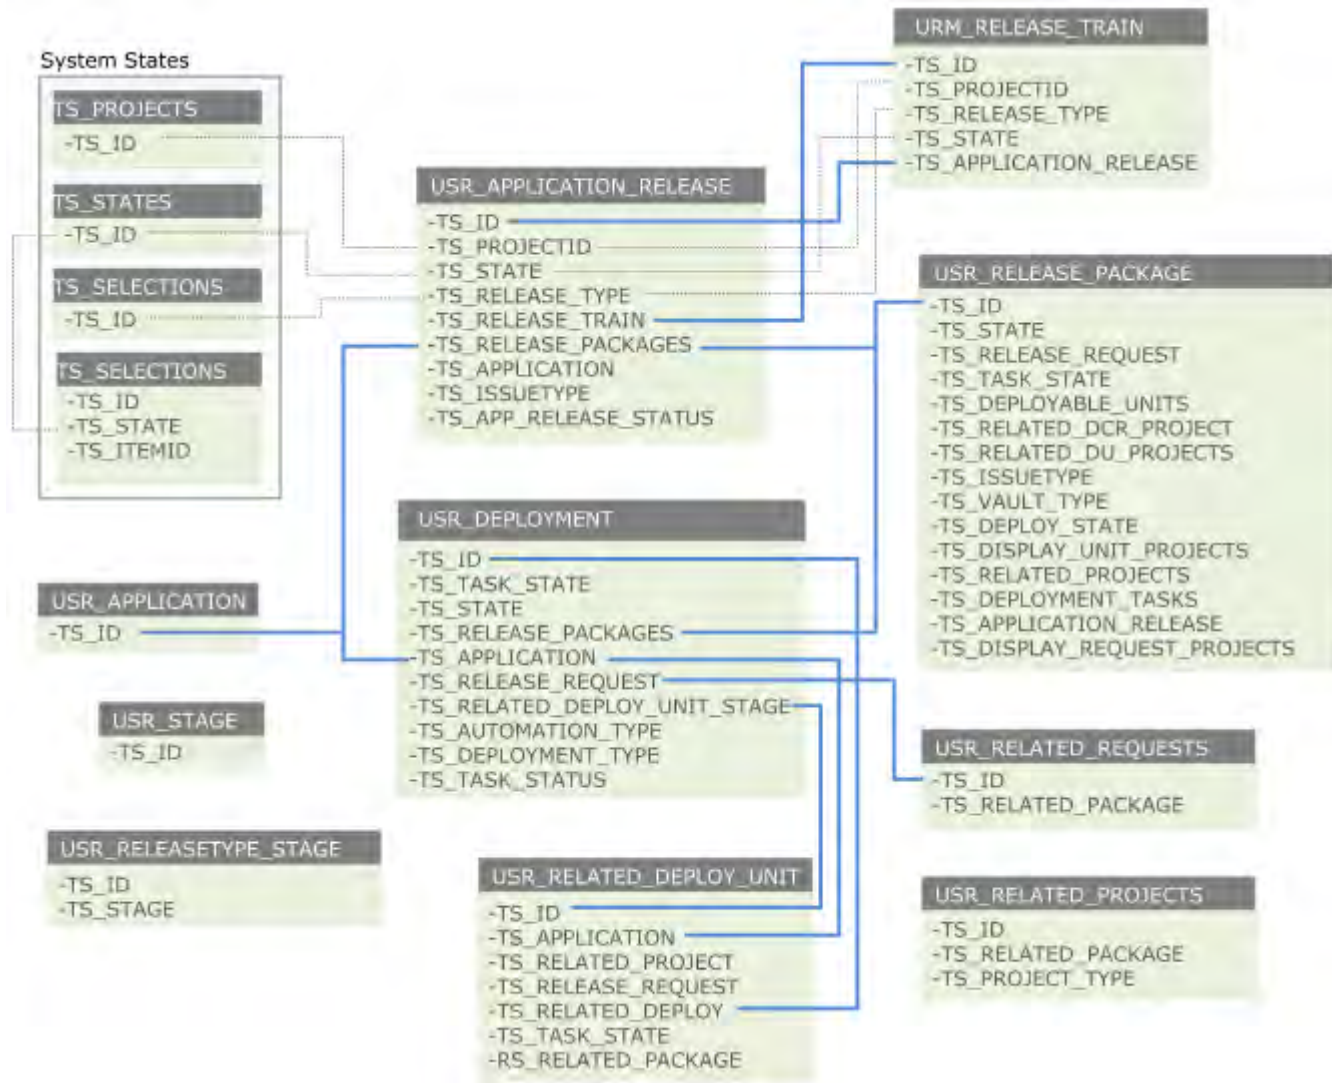 System States
TS_PROJECTS
-TS_ID
TS_STATES
-TS_ID
TS_SELECTIONS
-TS_ID
TS_SELECTIONS
-TS_ID
-TS_STATE
-TS_ITEMID
USR_APPLICATION_RELEASE
-TS_ID
-TS_PROJECTID
-TS_STATE
-TS_RELEASE_TYPE
-TS_RELEASE_TRAIN
-TS_RELEASE_PACKAGES
-TS_APPLICATION
-TS_ISSUETYPE
-TS_APP_RELEASE_STATUS
URM_RELEASE_TRAIN
-TS_ID
-TS_PROJECTID
-TS_RELEASE_TYPE
-TS_STATE
-TS_APPLICATION_RELEASE
USR_RELEASE_PACKAGE
-TS_ID
-TS_STATE
-TS_RELEASE_REQUEST
-TS_TASK_STATE
-TS_DEPLOYABLE_UNITS
-TS_RELATED_DCR_PROJECT
-TS_RELATED_DU_PROJECTS
-TS_ISSUETYPE
-TS_VAULT_TYPE
-TS_DEPLOY_STATE
-TS_DISPLAY_UNIT_PROJECTS
-TS_RELATED_PROJECTS
-TS_DEPLOYMENT_TASKS
-TS_APPLICATION_RELEASE
-TS_DISPLAY_REQUEST_PROJECTS
USR_DEPLOYMENT
-TS_ID
-TS_TASK_STATE
-TS_STATE
-TS_RELEASE_PACKAGES
-TS_APPLICATION
-TS_RELEASE_REQUEST
-TS_RELATED_DEPLOY_UNIT_STAGE
-TS_AUTOMATION_TYPE
-TS_DEPLOYMENT_TYPE
-TS_TASK_STATUS
USR_APPLICATION
-TS_ID
USR_STAGE
-TS_ID
USR_RELEASETYPE_STAGE
-TS_ID
-TS_STAGE
USR_RELATED_DEPLOY_UNIT
-TS_ID
-TS_APPLICATION
-TS_RELATED_PROJECT
-TS_RELEASE_REQUEST
-TS_RELATED_DEPLOY
-TS_TASK_STATE
-RS_RELATED_PACKAGE
USR_RELATED_REQUESTS
-TS_ID
-TS_RELATED_PACKAGE
USR_RELATED_PROJECTS
-TS_ID
-TS_RELATED_PACKAGE
-TS_PROJECT_TYPE